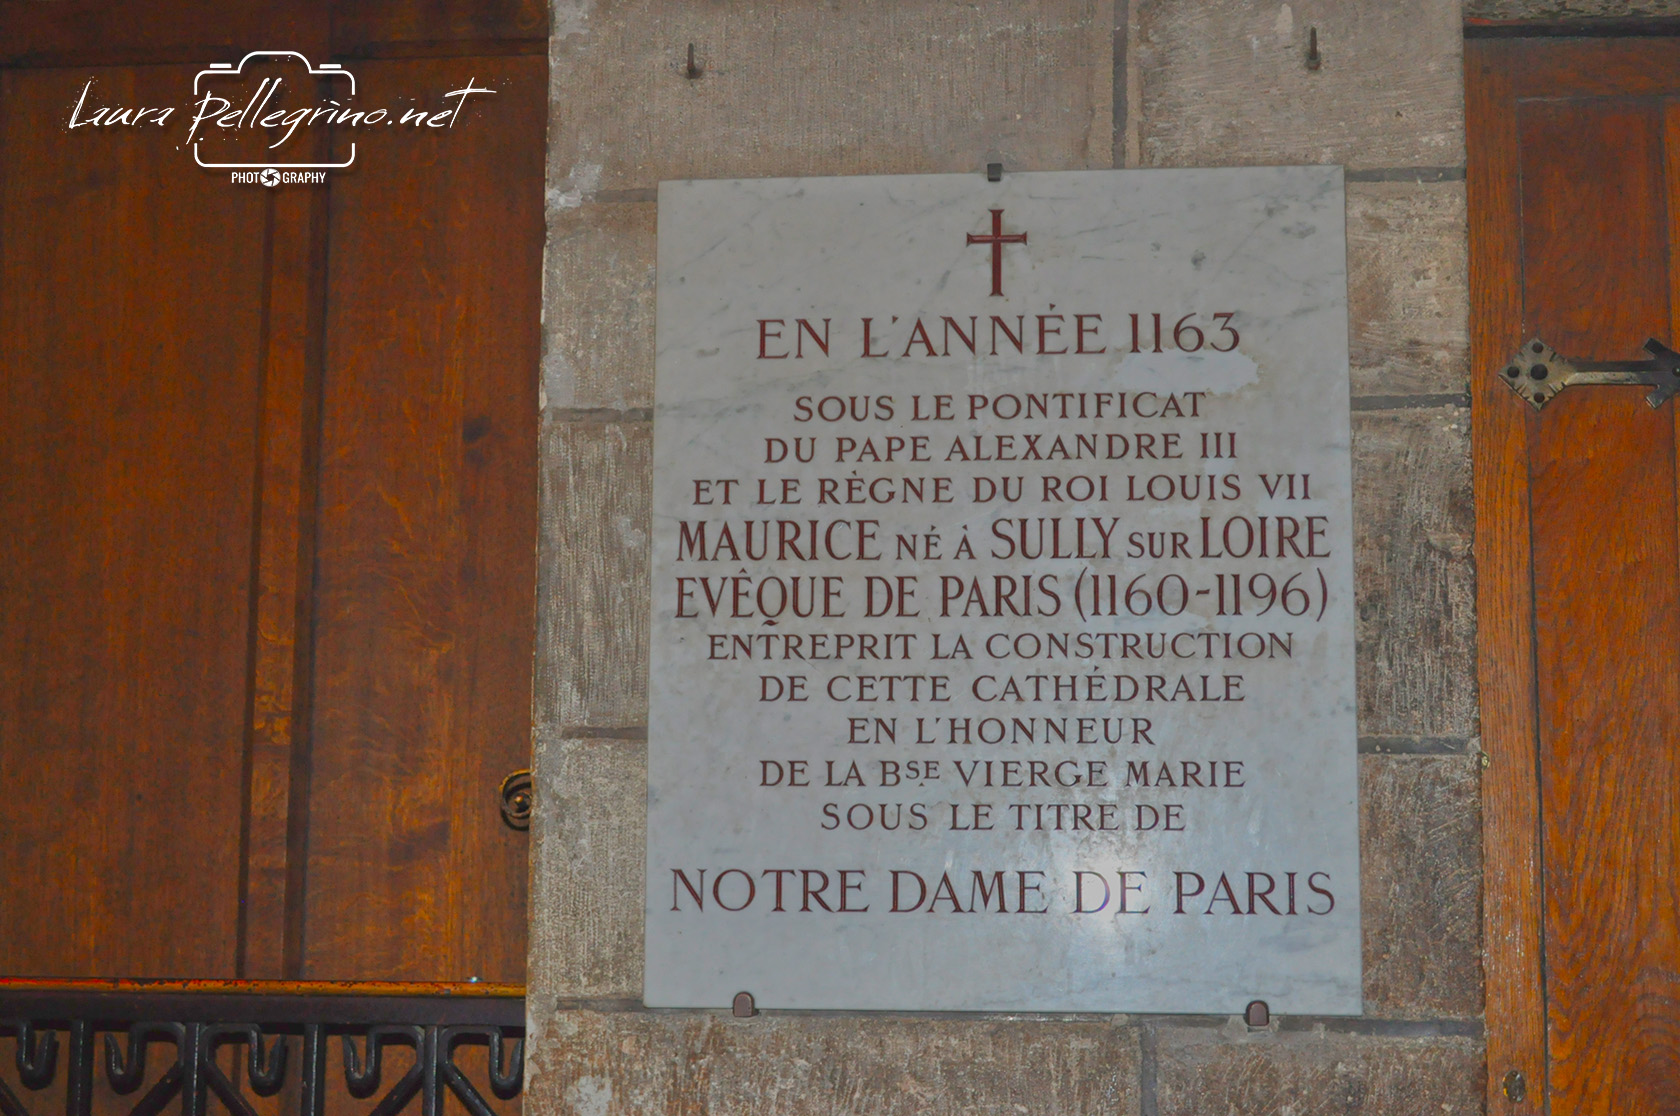 Laura Pellegrino.net
PHOTOGRAPHY
EN L'ANNÉE 1163
SOUS LE PONTIFICAT
DU PAPE ALEXANDRE III
ET LE RÈGNE DU ROI LOUIS VII
MAURICE NÉ À SULLY SUR LOIRE
EVÊQUE DE PARIS (1160-1196)
ENTREPRIT LA CONSTRUCTION
DE CETTE CATHÉDRALE
EN L'HONNEUR
DE LA BSE VIERGE MARIE
SOUS LE TITRE DE
NOTRE DAME DE PARIS